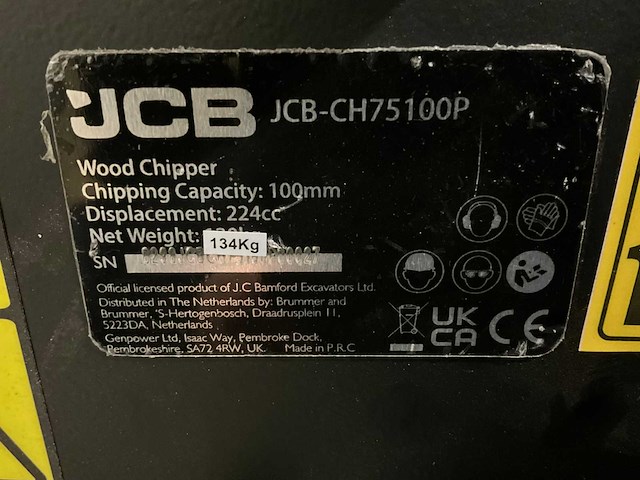 JCB JCB-CH75100P
Wood Chipper
Chipping Capacity: 100mm
Displacement: 224cc
Net Weight: 134Kg
SN
Official licensed product of J.C Bamford Excavators Ltd.
Distributed in The Netherlands by: Brummer and
Brummer, 'S-Hertogenbosch, Draadrusplein 11,
5223DA, Netherlands
Genpower Ltd, Isaac Way, Pembroke Dock,
Pembrokeshire, SA72 4RW, UK. Made in P.R.C
UK
CA CE